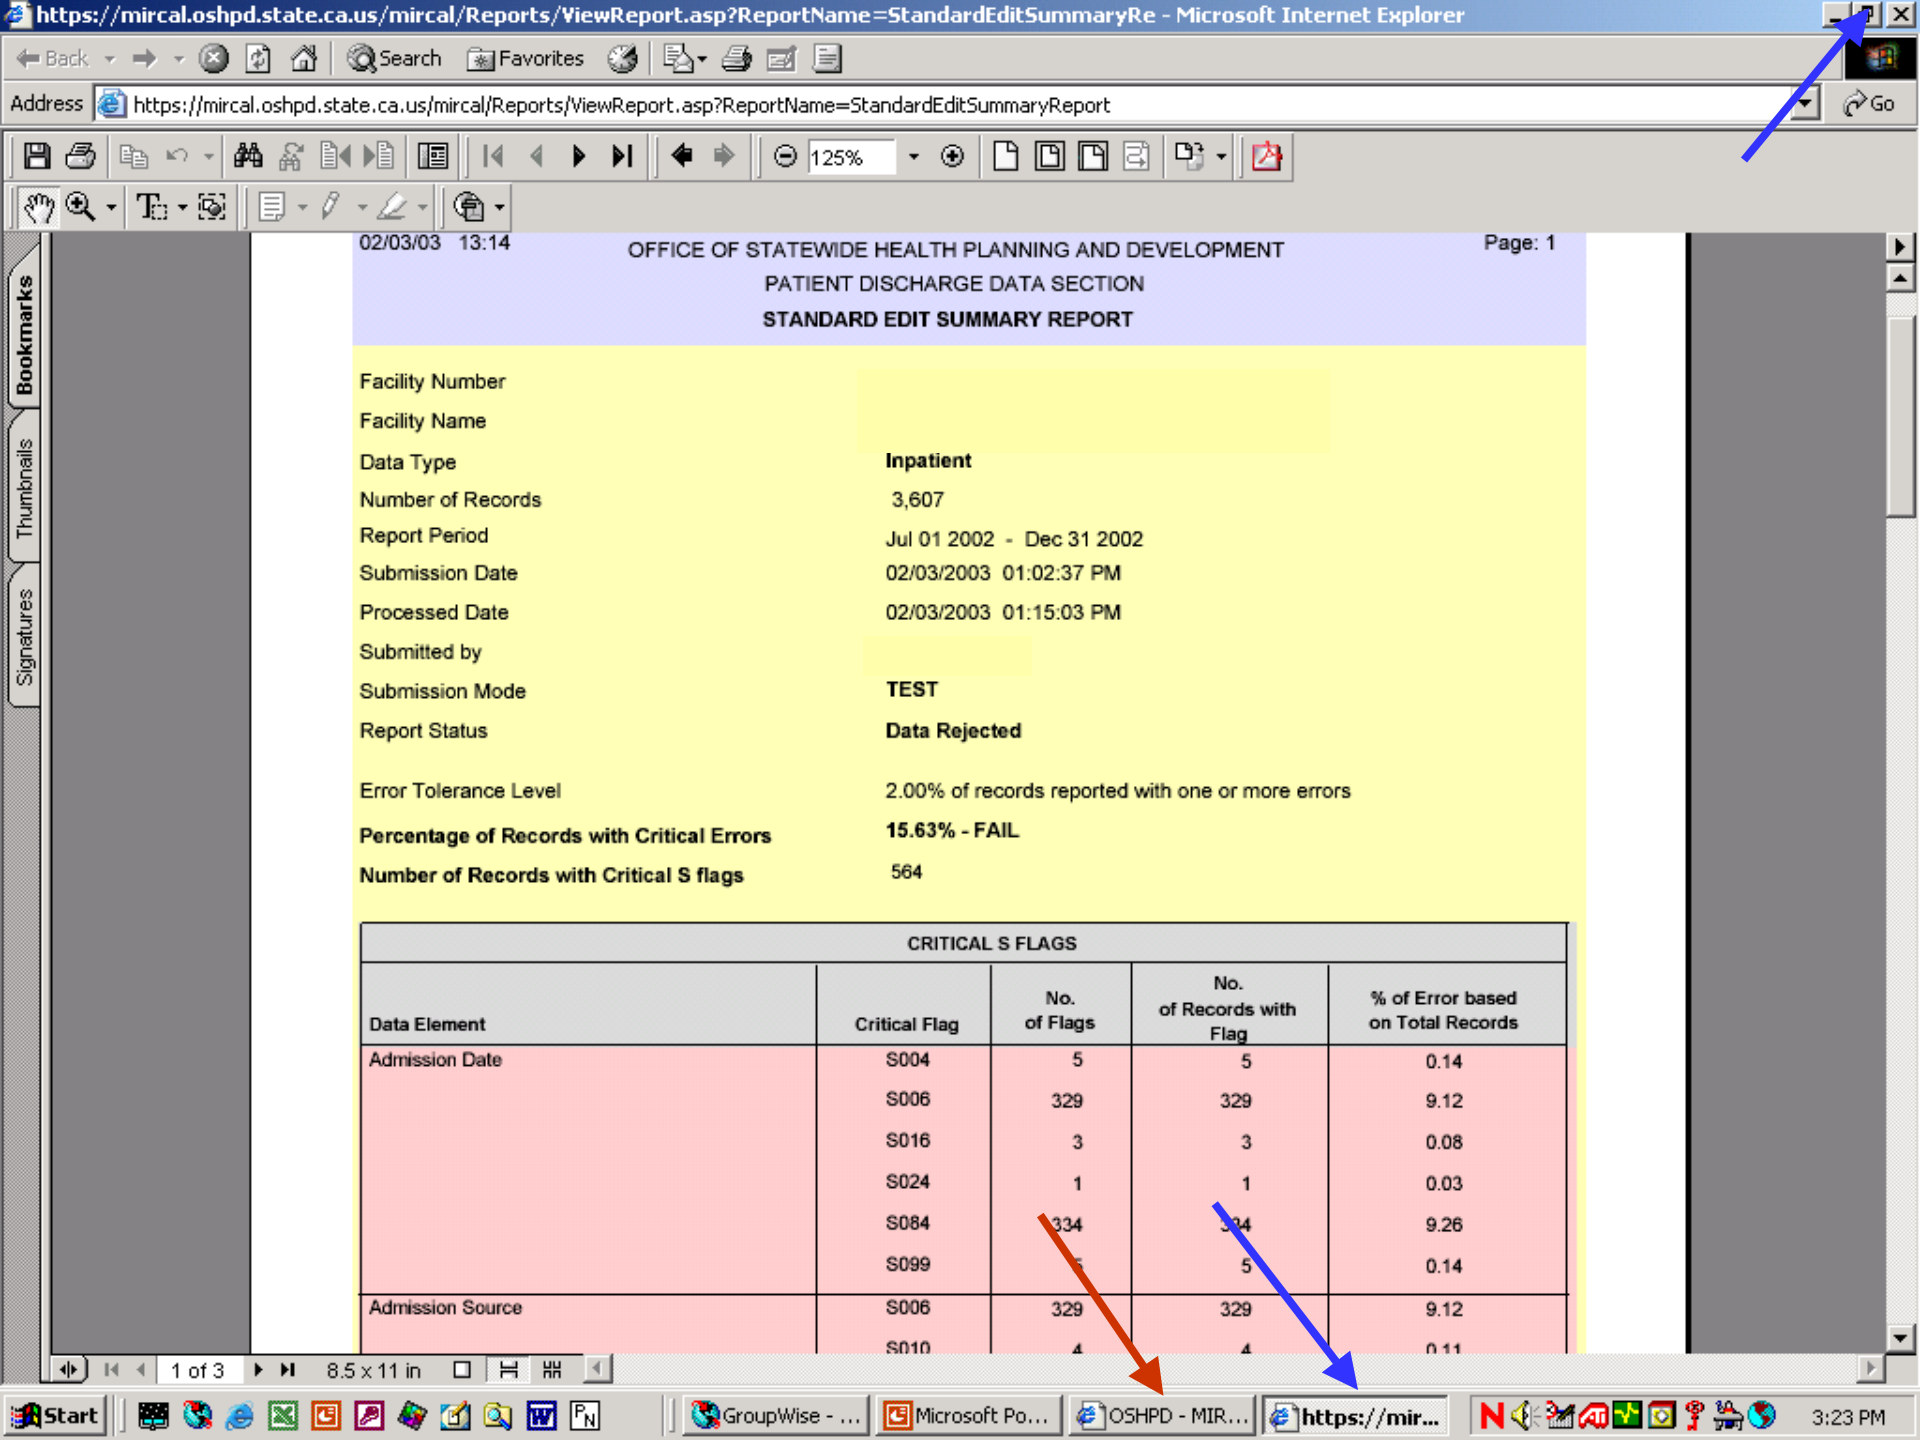 https://mircal.oshpd.state.ca.us/mircal/Reports/ViewReport.asp?ReportName=StandardEditSummaryRe - Microsoft Internet Explorer
Back Search Favorites
Address https://mircal.oshpd.state.ca.us/mircal/Reports/ViewReport.asp?ReportName=StandardEditSummaryReport Go
125%
Bookmarks
Thumbnails
Signatures
02/03/03 13:14 OFFICE OF STATEWIDE HEALTH PLANNING AND DEVELOPMENT Page: 1
PATIENT DISCHARGE DATA SECTION
STANDARD EDIT SUMMARY REPORT
Facility Number
Facility Name
Data Type Inpatient
Number of Records 3,607
Report Period Jul 01 2002 - Dec 31 2002
Submission Date 02/03/2003 01:02:37 PM
Processed Date 02/03/2003 01:15:03 PM
Submitted by
Submission Mode TEST
Report Status Data Rejected
Error Tolerance Level 2.00% of records reported with one or more errors
Percentage of Records with Critical Errors 15.63% - FAIL
Number of Records with Critical S flags 564
CRITICAL S FLAGS
Data Element Critical Flag No. of Flags No. of Records with Flag % of Error based on Total Records
Admission Date S004 5 5 0.14
S006 329 329 9.12
S016 3 3 0.08
S024 1 1 0.03
S084 334 334 9.26
S099 5 5 0.14
Admission Source S006 329 329 9.12
S010 4 4 0.11
1 of 3 8.5 x 11 in
Start GroupWise - ... Microsoft Po... OSHPD - MIR... https://mir... 3:23 PM